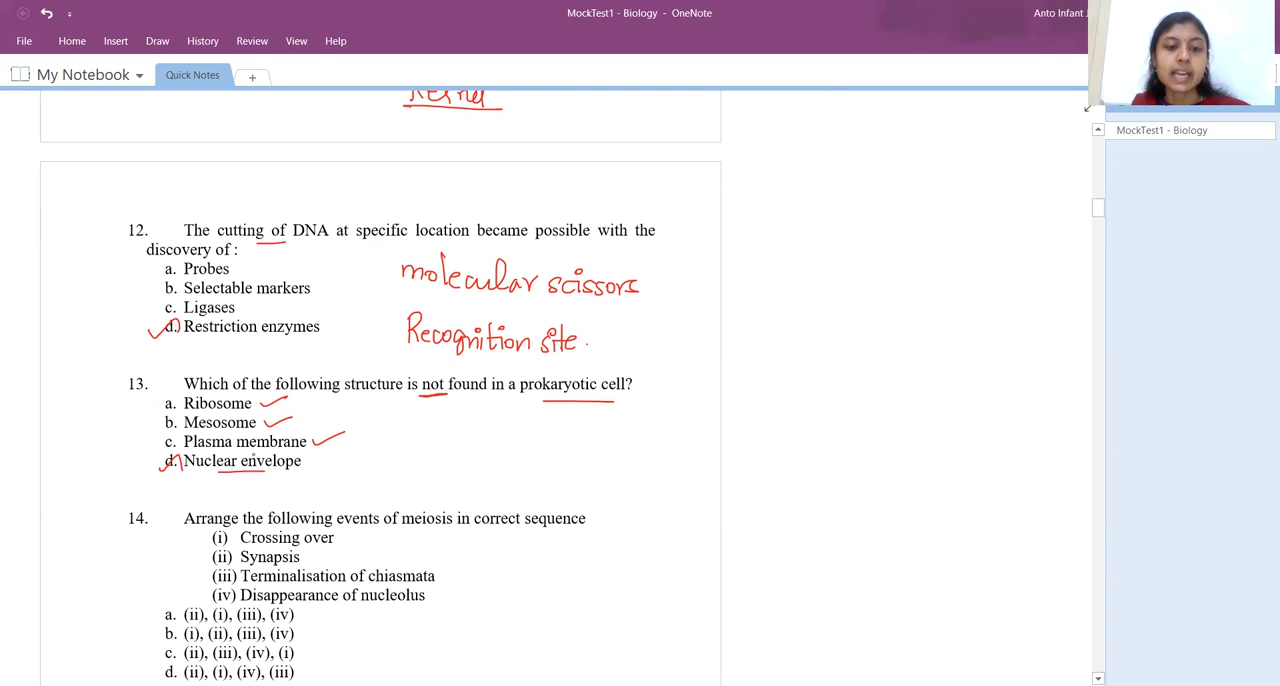 MockTest1 - Biology - OneNote
Anto Infant J
File Home Insert Draw History Review View Help
My Notebook Quick Notes +
MockTest1 - Biology
12. The cutting of DNA at specific location became possible with the
discovery of :
a. Probes
b. Selectable markers
c. Ligases
d. Restriction enzymes
molecular scissors
Recognition site.
13. Which of the following structure is not found in a prokaryotic cell?
a. Ribosome
b. Mesosome
c. Plasma membrane
d. Nuclear envelope
14. Arrange the following events of meiosis in correct sequence
(i) Crossing over
(ii) Synapsis
(iii) Terminalisation of chiasmata
(iv) Disappearance of nucleolus
a. (ii), (i), (iii), (iv)
b. (i), (ii), (iii), (iv)
c. (ii), (iii), (iv), (i)
d. (ii), (i), (iv), (iii)